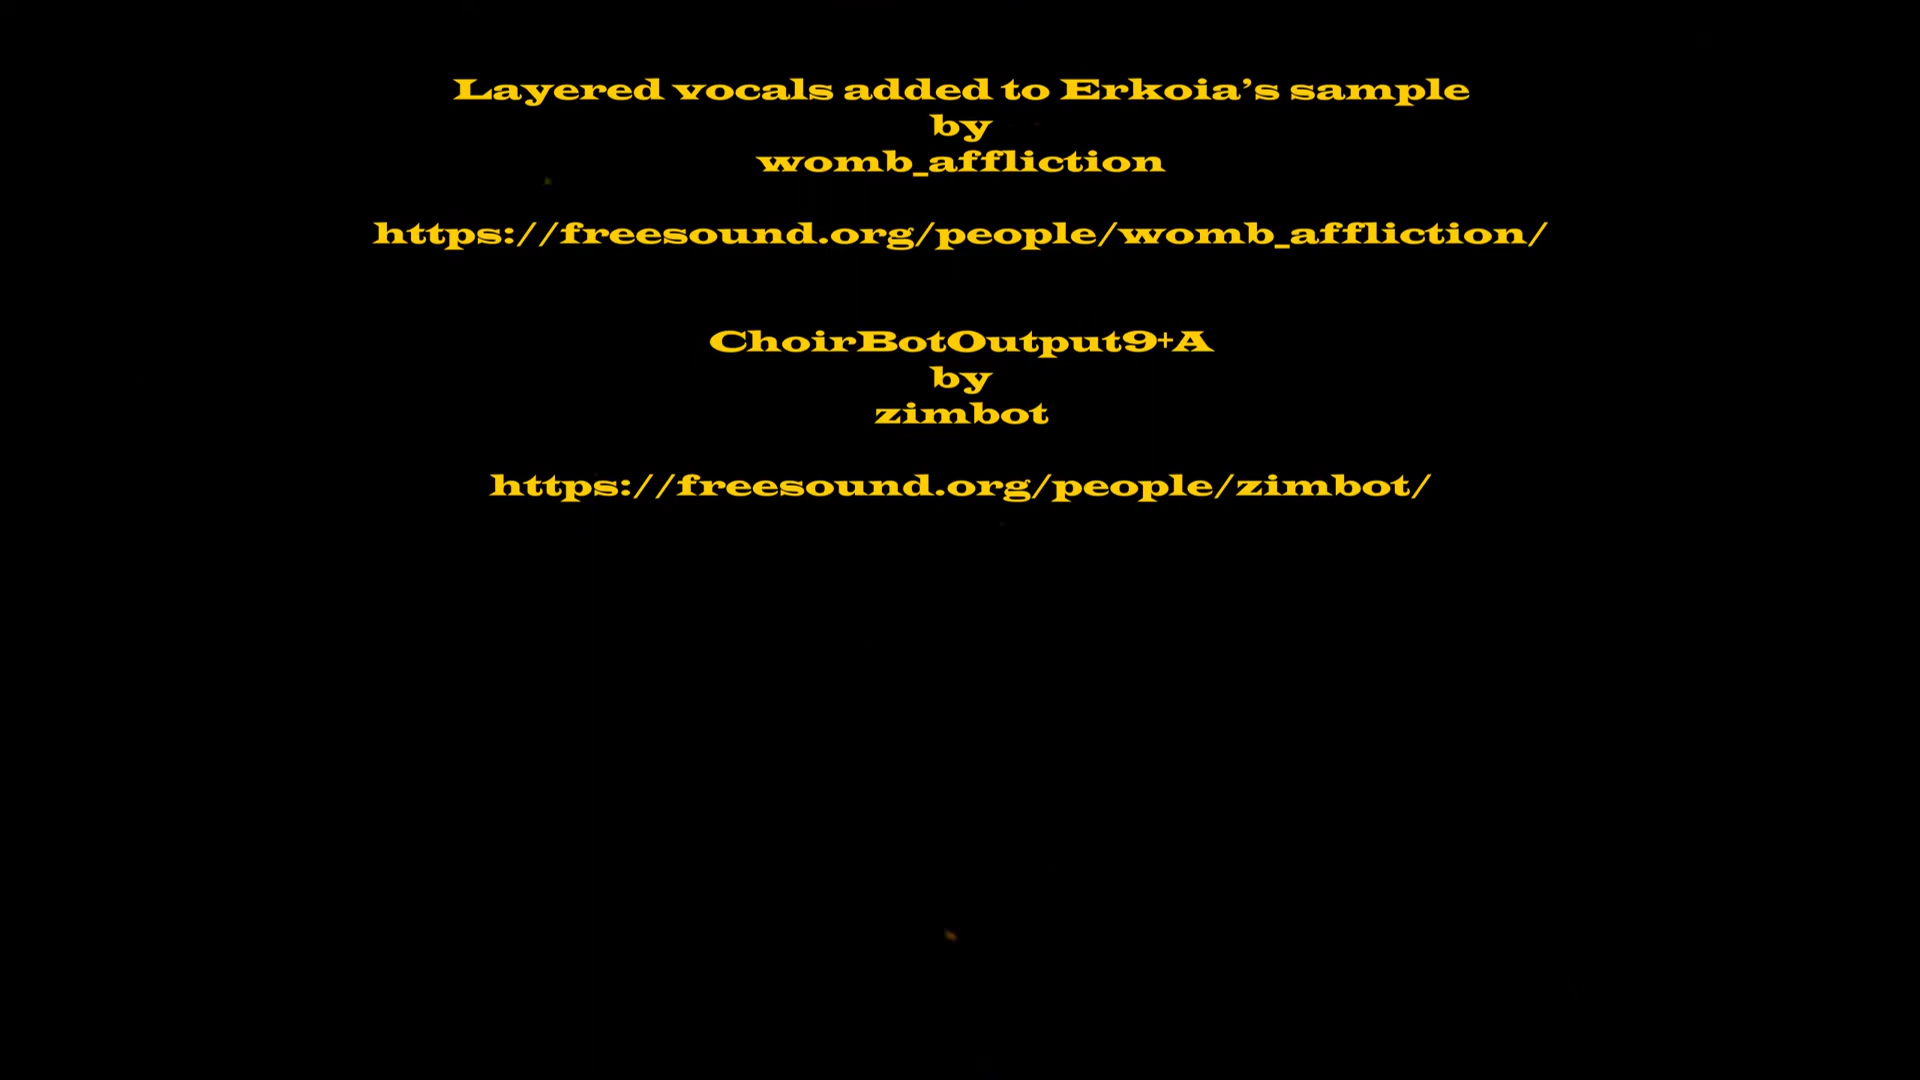 Layered vocals added to Erkoia’s sample
by
womb_affliction
https://freesound.org/people/womb_affliction/
ChoirBotOutput9+A
by
zimbot
https://freesound.org/people/zimbot/